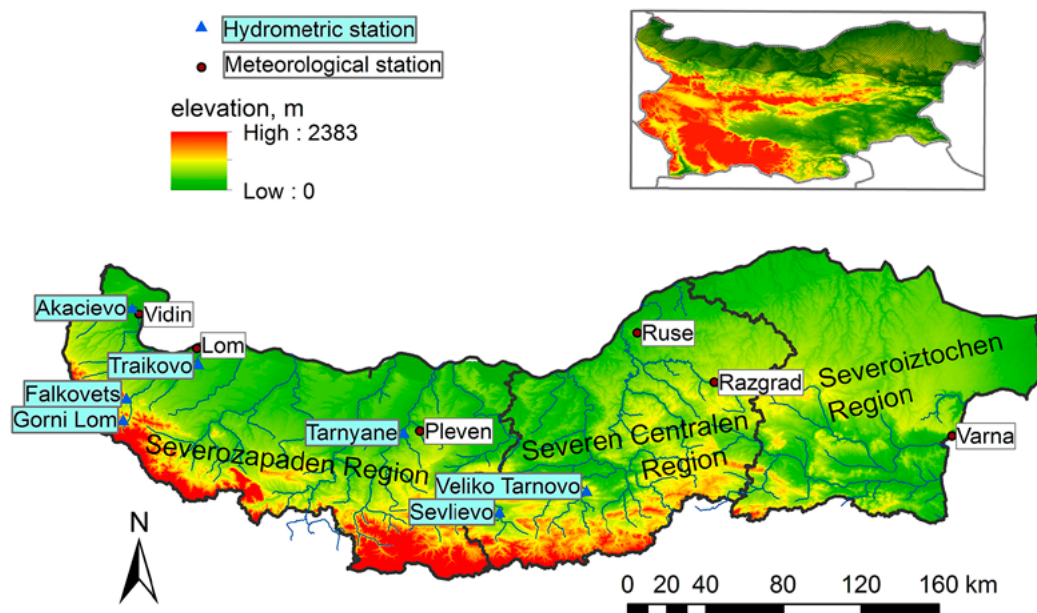 Hydrometric station
Meteorological station
elevation, m
High : 2383
Low : 0
Akacievo
Vidin
Lom
Traikovo
Falkovets
Gorni Lom
Tarnyane
Pleven
Ruse
Razgrad
Varna
Severozapaden Region
Severen Centralen
Region
Severoiztochen
Region
Veliko Tarnovo
Sevlievo
N
0 20 40 80 120 160 km